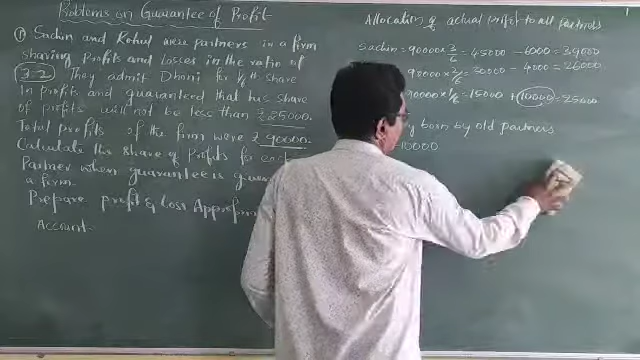 Problems on Guarantee of Profit
1) Sachin and Rahul were partners in a firm
sharing profits and losses in the ratio of
3:2. They admit Dhoni for 1/6th share
in profits and guaranteed that his share
of profits will not be less than ₹ 25000.
Total profits of the firm were ₹ 90000.
Calculate the share of profits for each
Partner when guarantee is given
a firm.
Prepare profit & Loss Appropri
Account.
Allocation of actual profit to all partners
Sachin = 90000 × 3/6 = 45000 - 6000 = 39000
90000 × 2/6 = 30000 - 4000 = 26000
90000 × 1/6 = 15000 + 10000 = 25000
born by old partners
10000